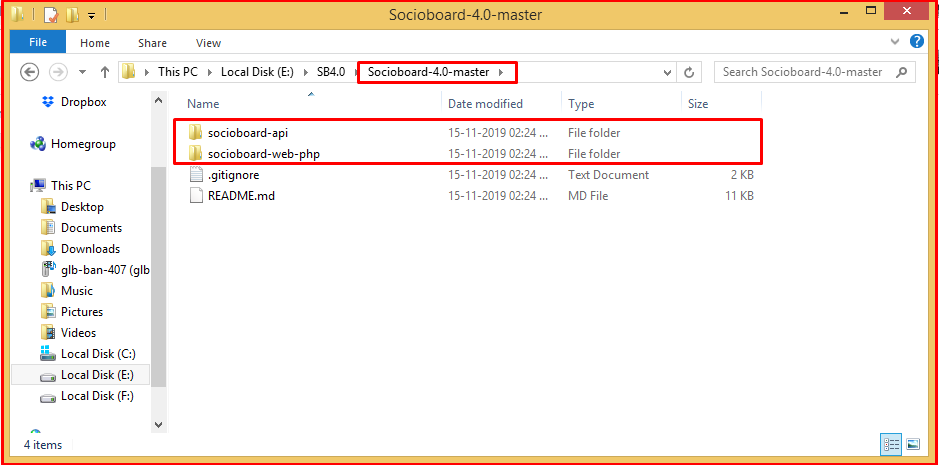 Socioboard-4.0-master
File Home Share View
This PC Local Disk (E:) SB4.0 Socioboard-4.0-master Search Socioboard-4.0-master
Name Date modified Type Size
socioboard-api 15-11-2019 02:24 ... File folder
socioboard-web-php 15-11-2019 02:24 ... File folder
.gitignore 15-11-2019 02:24 ... Text Document 2 KB
README.md 15-11-2019 02:24 ... MD File 11 KB
Dropbox
Homegroup
This PC
Desktop
Documents
Downloads
glb-ban-407 (glb
Music
Pictures
Videos
Local Disk (C:)
Local Disk (E:)
Local Disk (F:)
4 items